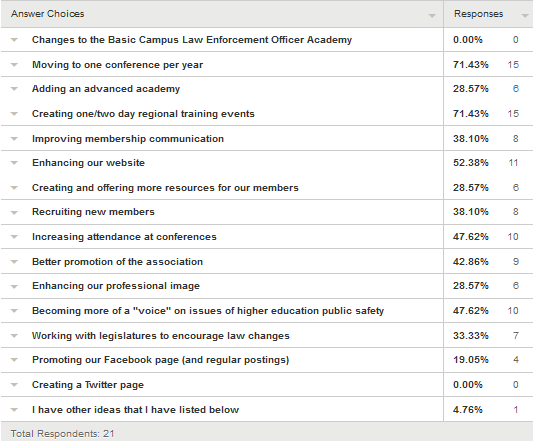 Answer Choices Responses
Changes to the Basic Campus Law Enforcement Officer Academy 0.00% 0
Moving to one conference per year 71.43% 15
Adding an advanced academy 28.57% 6
Creating one/two day regional training events 71.43% 15
Improving membership communication 38.10% 8
Enhancing our website 52.38% 11
Creating and offering more resources for our members 28.57% 6
Recruiting new members 38.10% 8
Increasing attendance at conferences 47.62% 10
Better promotion of the association 42.86% 9
Enhancing our professional image 28.57% 6
Becoming more of a "voice" on issues of higher education public safety 47.62% 10
Working with legislatures to encourage law changes 33.33% 7
Promoting our Facebook page (and regular postings) 19.05% 4
Creating a Twitter page 0.00% 0
I have other ideas that I have listed below 4.76% 1
Total Respondents: 21